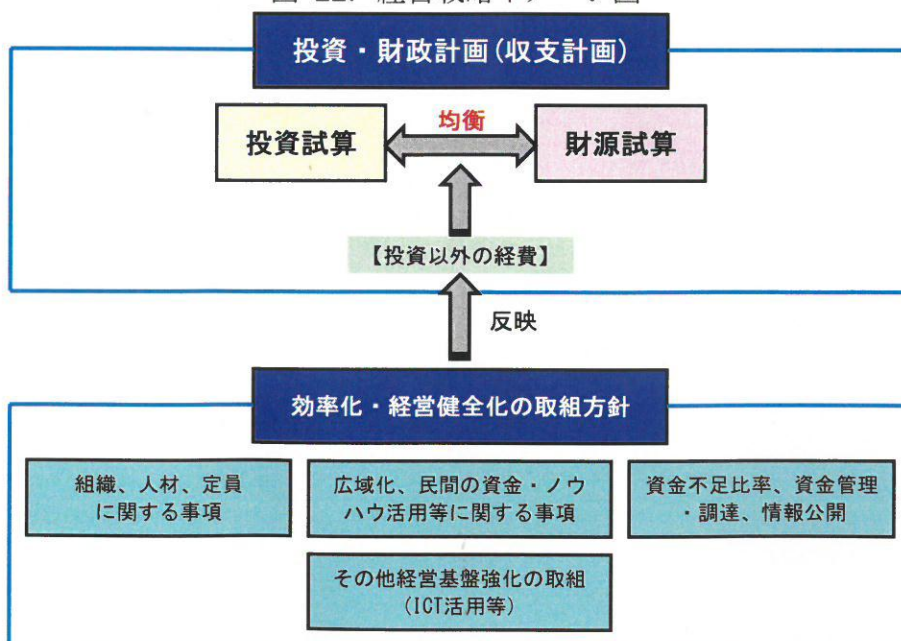 投資・財政計画(収支計画)
均衡
投資試算
財源試算
【投資以外の経費】
反映
効率化・経営健全化の取組方針
組織、人材、定員
に関する事項
広域化、民間の資金・ノウ
ハウ活用等に関する事項
資金不足比率、資金管理
・調達、情報公開
その他経営基盤強化の取組
(ICT活用等)